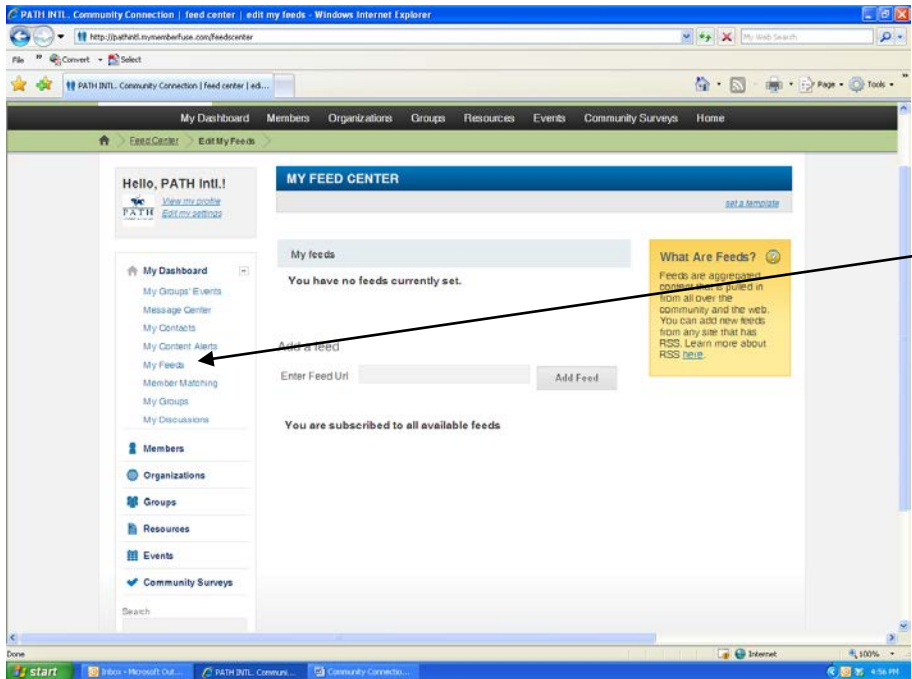 PATH INTL. Community Connection | feed center | edit my feeds - Windows Internet Explorer
http://pathintl.mymemberfuse.com/feedscenter
My Web Search
File » Convert Select
PATH INTL. Community Connection | feed center | edi...
Page Tools »
My Dashboard Members Organizations Groups Resources Events Community Surveys Home
Feed Center Edit My Feeds
Hello, PATH Intl.!
View my profile
PATH Edit my settings
MY FEED CENTER
set a template
My Dashboard
My Groups' Events
Message Center
My Contacts
My Content Alerts
My Feeds
Member Matching
My Groups
My Discussions
Members
Organizations
Groups
Resources
Events
Community Surveys
Search
My feeds
You have no feeds currently set.
Add a feed
Enter Feed Url Add Feed
You are subscribed to all available feeds
What Are Feeds?
Feeds are aggregated
content that is pulled in
from all over the
community and the web.
You can add new feeds
from any site that has
RSS. Learn more about
RSS here.
Done Internet 100%
start Inbox - Microsoft Out... PATH INTL. Communi... Community Connectio... 4:56 PM